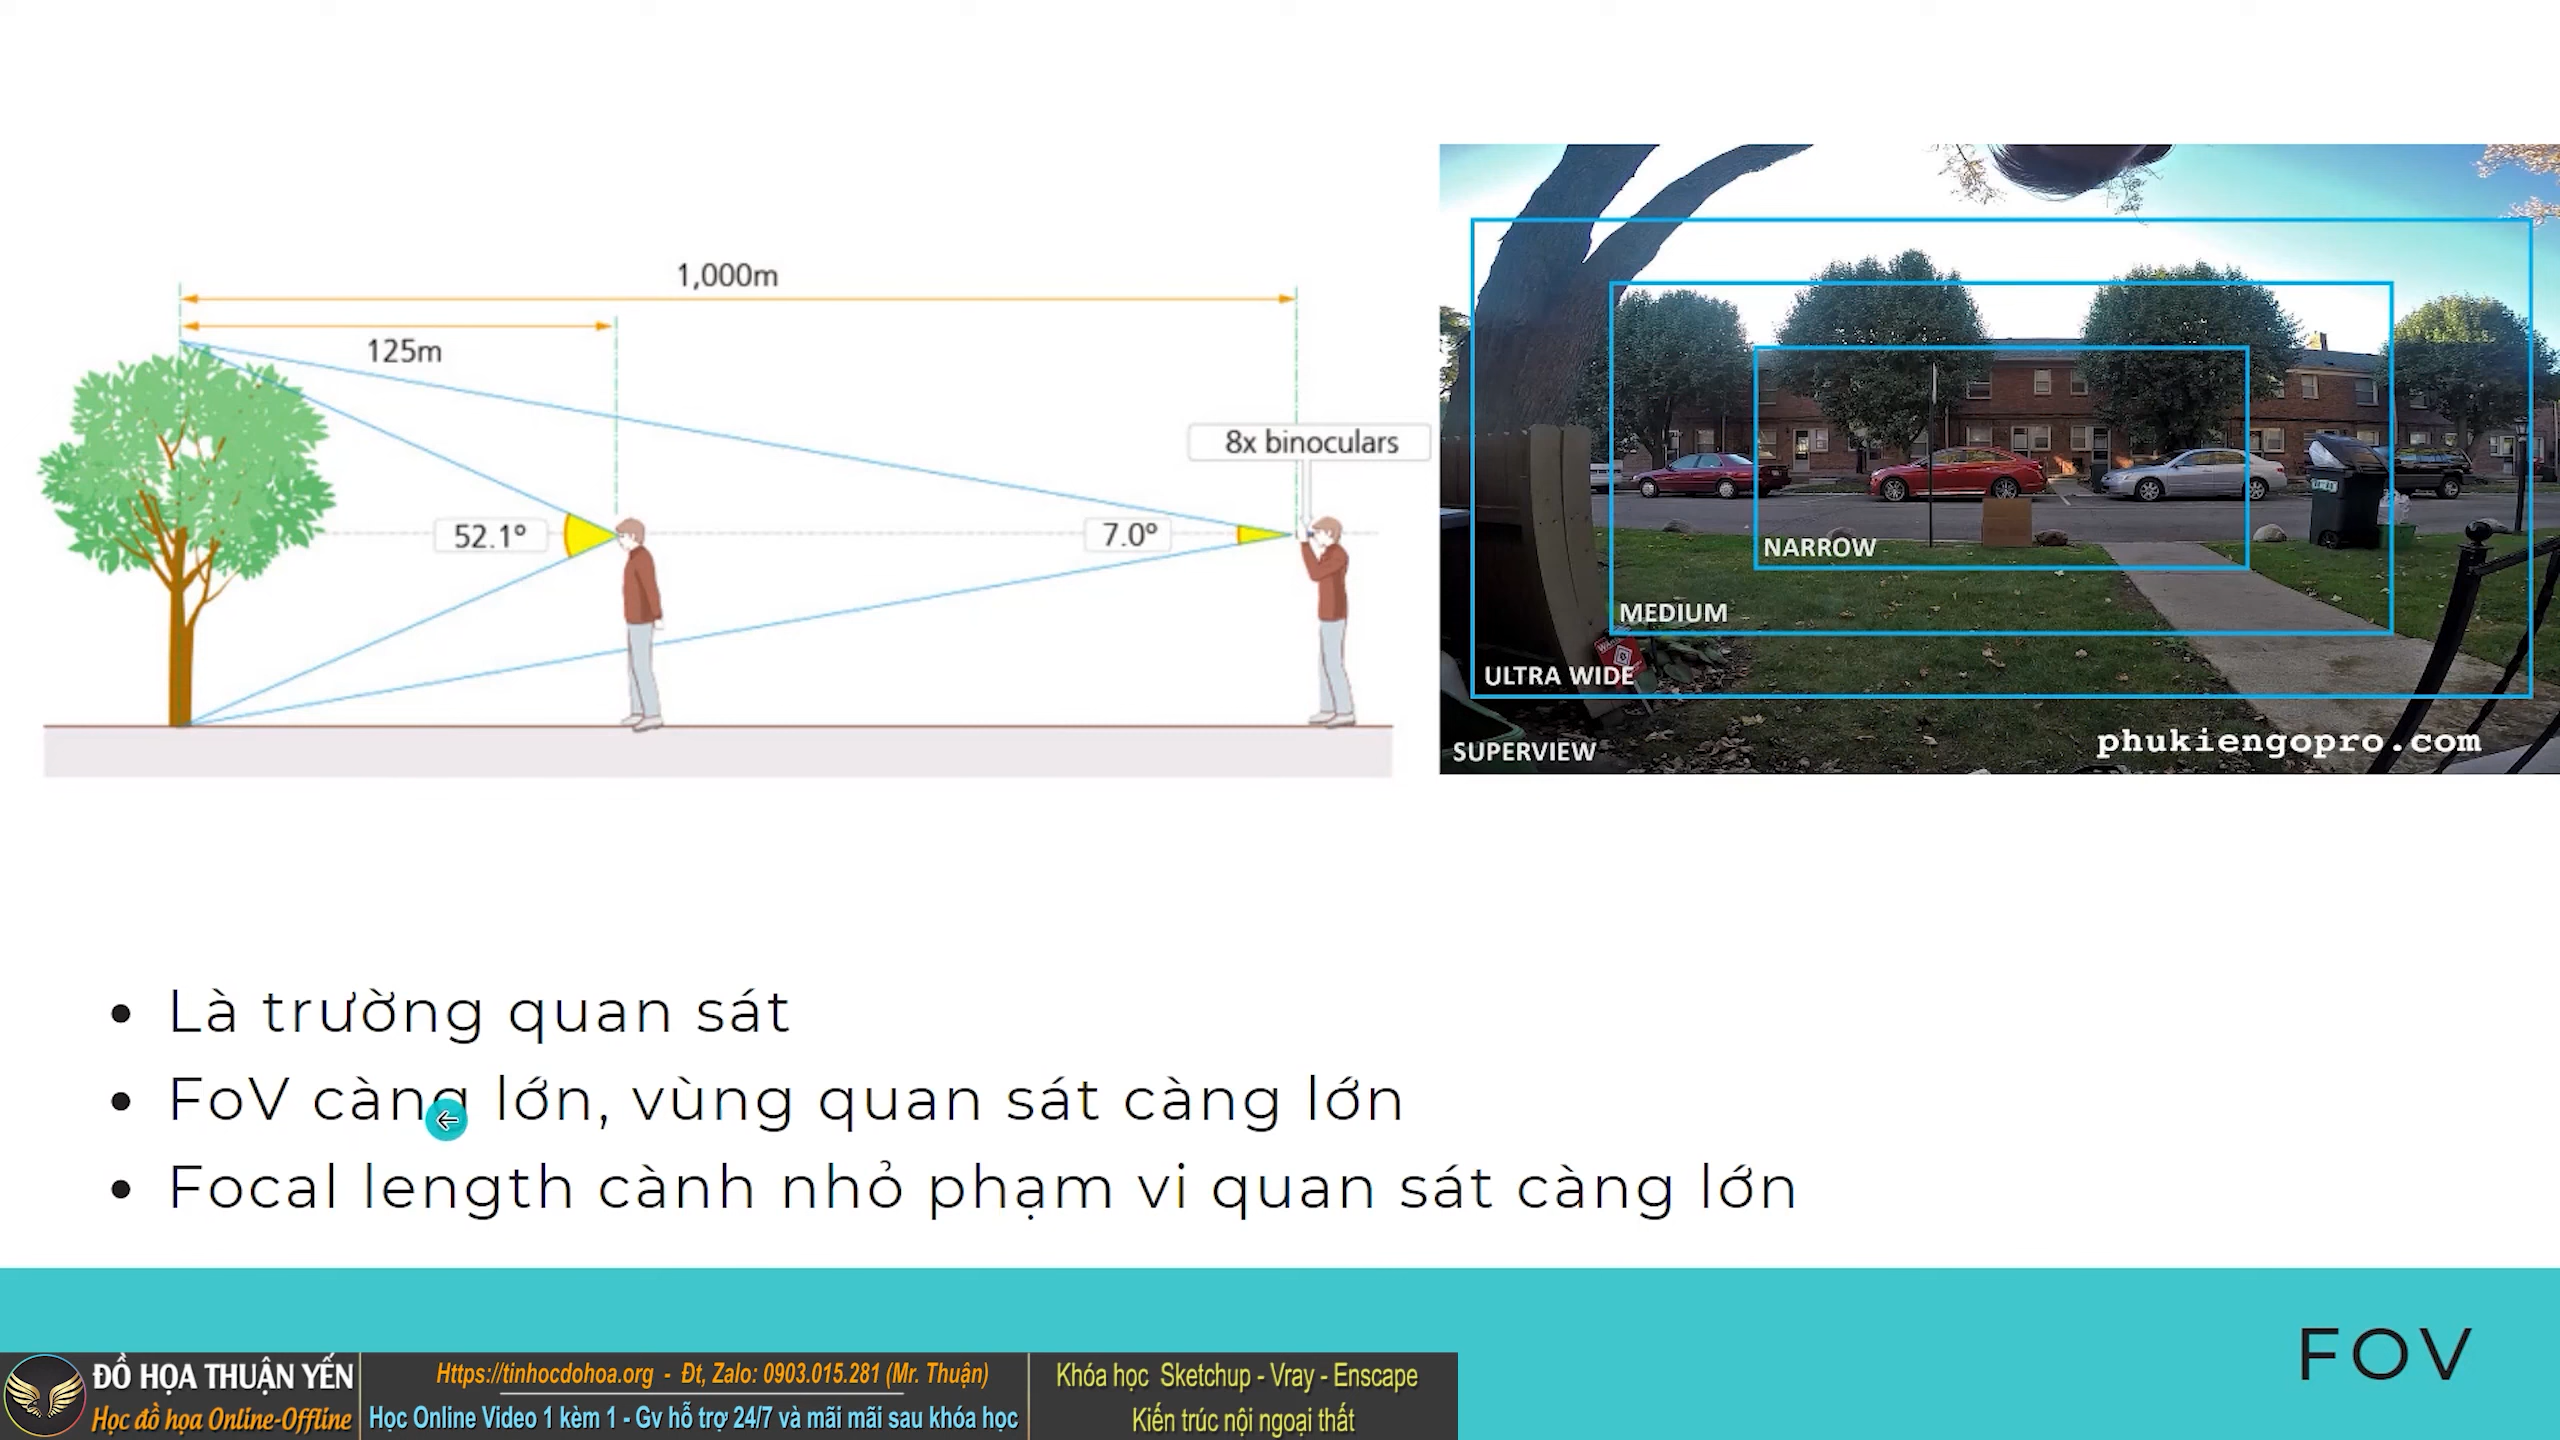 1,000m
125m
8x binoculars
52.1°
7.0°
NARROW
MEDIUM
ULTRA WIDE
SUPERVIEW
phukiengopro.com
• Là trường quan sát
• FoV càng lớn, vùng quan sát càng lớn
• Focal length cành nhỏ phạm vi quan sát càng lớn
FOV
ĐỒ HỌA THUẬN YẾN
Học đồ họa Online-Offline
Https://tinhocdohoa.org - Đt, Zalo: 0903.015.281 (Mr. Thuận)
Học Online Video 1 kèm 1 - Gv hỗ trợ 24/7 và mãi mãi sau khóa học
Khóa học Sketchup - Vray - Enscape
Kiến trúc nội ngoại thất